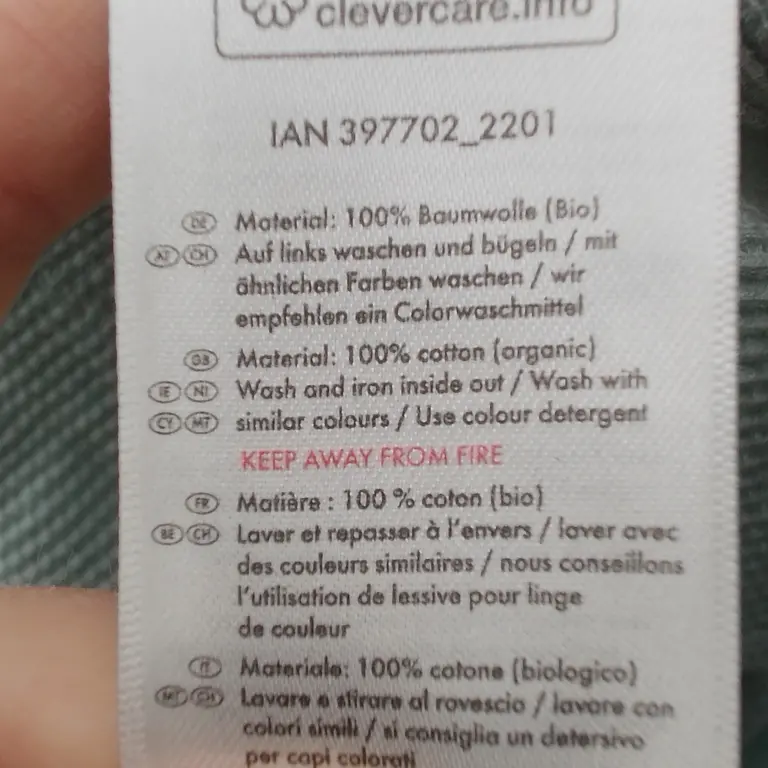 clevercare.info
IAN 397702_2201
DE Material: 100% Baumwolle (Bio)
AT CH Auf links waschen und bügeln / mit
ähnlichen Farben waschen / wir
empfehlen ein Colorwaschmittel
GB Material: 100% cotton (organic)
IE NI Wash and iron inside out / Wash with
CY MT similar colours / Use colour detergent
KEEP AWAY FROM FIRE
FR Matière : 100 % coton (bio)
BE CH Laver et repasser à l'envers / laver avec
des couleurs similaires / nous conseillons
l'utilisation de lessive pour linge
de couleur
IT Materiale: 100% cotone (biologico)
MT CH Lavare e stirare al rovescio / lavare con
colori simili / si consiglia un detersivo
per capi colorati